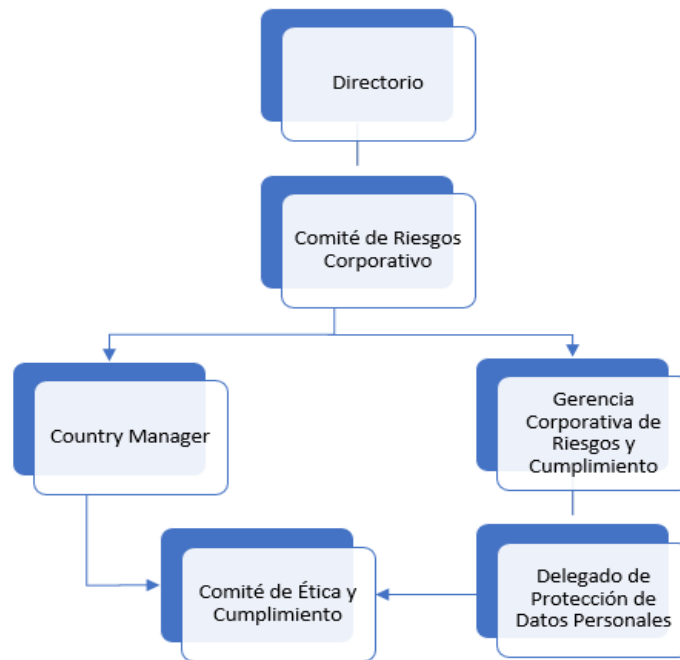 Directorio
Comité de Riesgos
Corporativo
Country Manager
Gerencia
Corporativa de
Riesgos y
Cumplimiento
Comité de Ética y
Cumplimiento
Delegado de
Protección de
Datos Personales